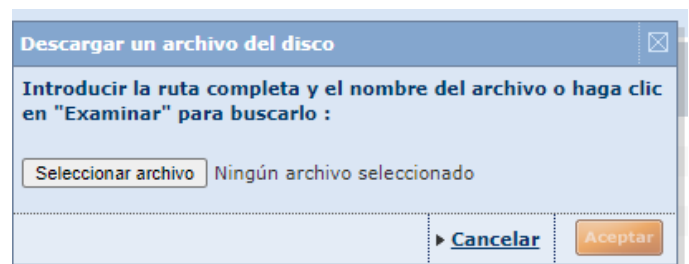 Descargar un archivo del disco
Introducir la ruta completa y el nombre del archivo o haga clic
en "Examinar" para buscarlo :
Seleccionar archivo Ningún archivo seleccionado
Cancelar Aceptar